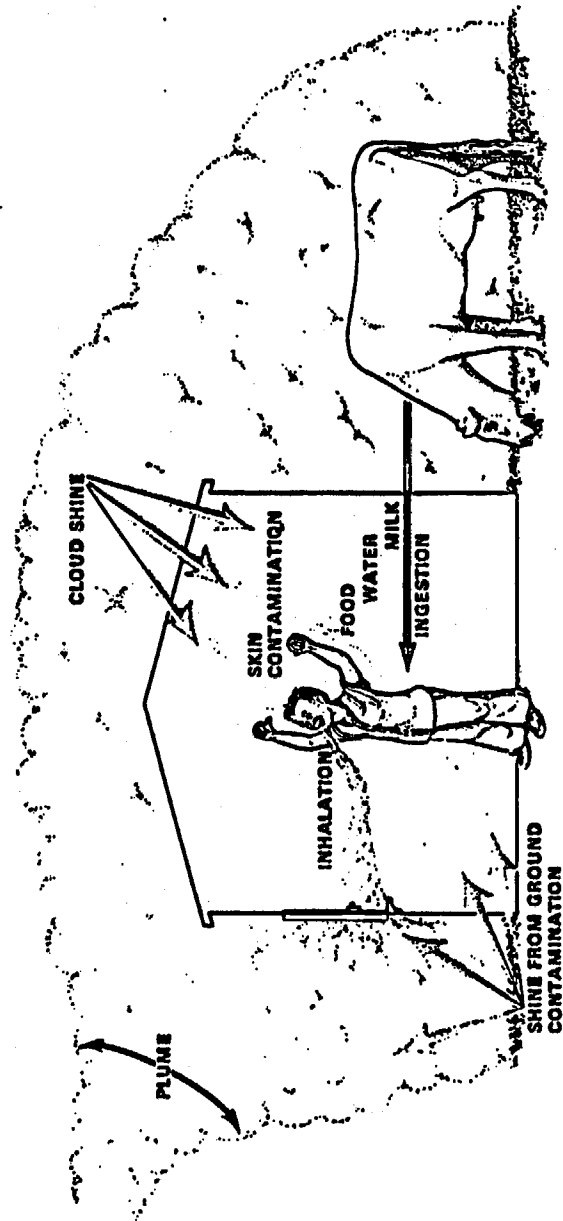 PLUME
CLOUD SHINE
SKIN
CONTAMINATION
INHALATION
FOOD
WATER
MILK
INGESTION
SHINE FROM GROUND
CONTAMINATION